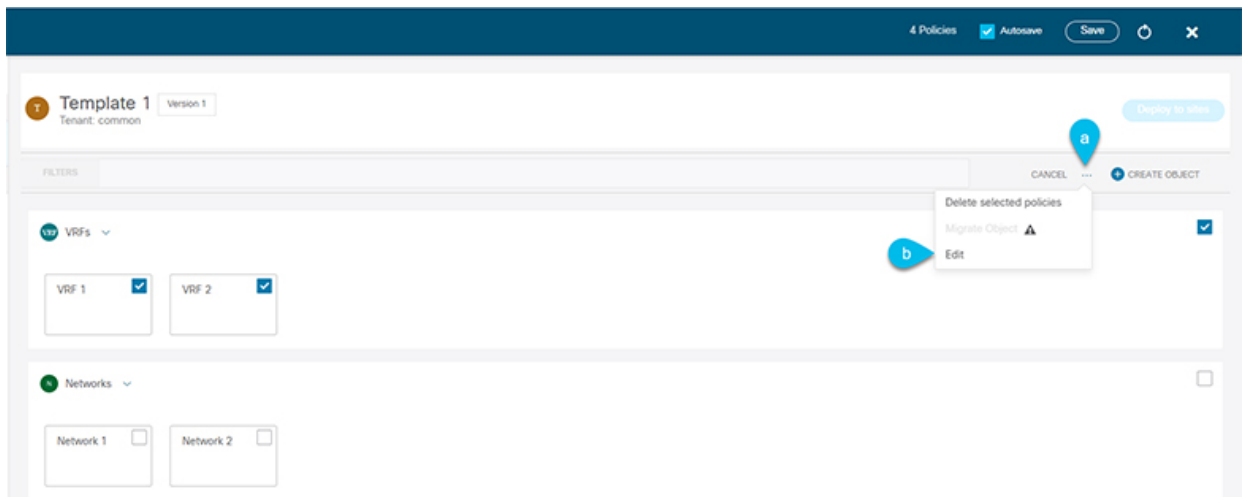 4 Policies Autosave Save
T Template 1 Version 1
Tenant: common
Deploy to sites
a
FILTERS
CANCEL ... CREATE OBJECT
Delete selected policies
Migrate Object
b Edit
VRF VRFs
VRF 1 VRF 2
N Networks
Network 1 Network 2